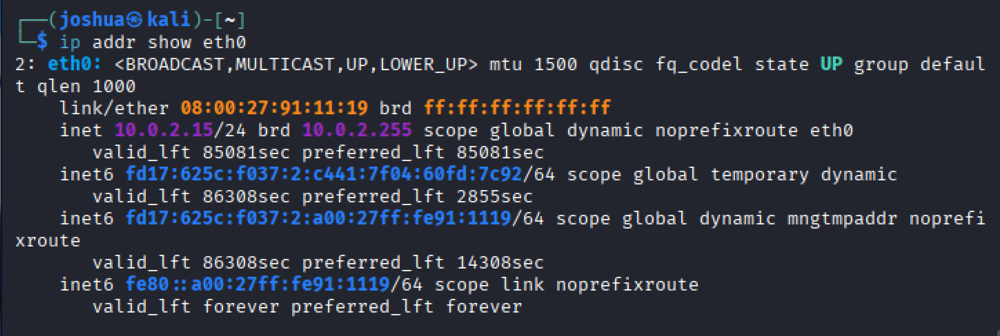 ┌──(joshua㉿kali)-[~]
└─$ ip addr show eth0
2: eth0: <BROADCAST,MULTICAST,UP,LOWER_UP> mtu 1500 qdisc fq_codel state UP group defaul
t qlen 1000
    link/ether 08:00:27:91:11:19 brd ff:ff:ff:ff:ff:ff
    inet 10.0.2.15/24 brd 10.0.2.255 scope global dynamic noprefixroute eth0
       valid_lft 85081sec preferred_lft 85081sec
    inet6 fd17:625c:f037:2:c441:7f04:60fd:7c92/64 scope global temporary dynamic
       valid_lft 86308sec preferred_lft 2855sec
    inet6 fd17:625c:f037:2:a00:27ff:fe91:1119/64 scope global dynamic mngtmpaddr noprefi
xroute
       valid_lft 86308sec preferred_lft 14308sec
    inet6 fe80::a00:27ff:fe91:1119/64 scope link noprefixroute
       valid_lft forever preferred_lft forever